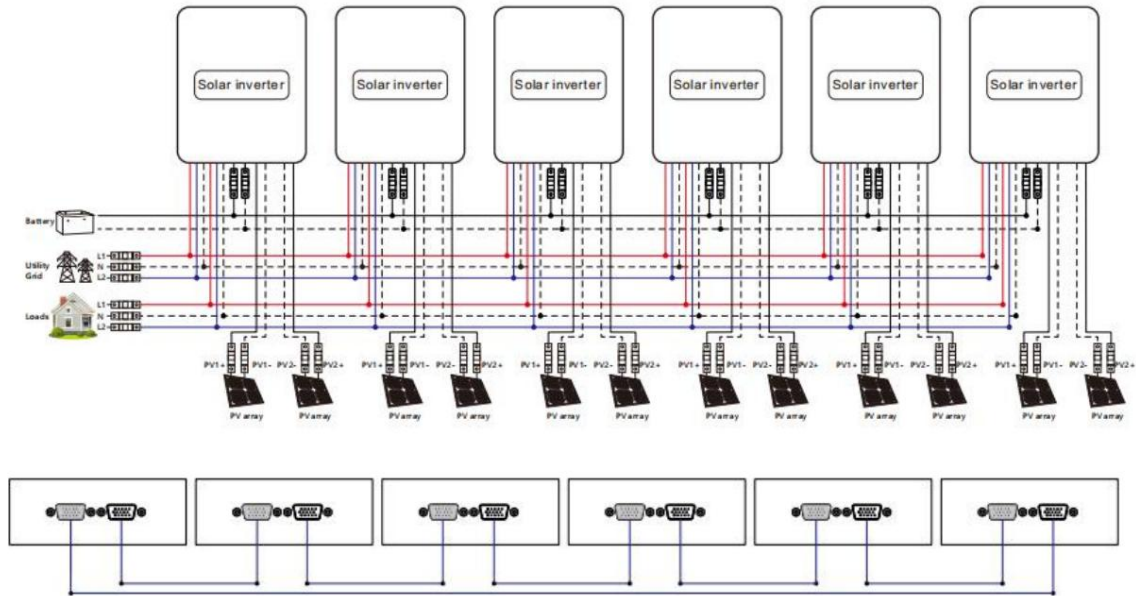 Solar inverter Solar inverter Solar inverter Solar inverter Solar inverter Solar inverter
Battery
Utility
Grid
L1
N
L2
Loads
L1
N
L2
PV1+ PV1- PV2- PV2+ PV1+ PV1- PV2- PV2+ PV1+ PV1- PV2- PV2+ PV1+ PV1- PV2- PV2+ PV1+ PV1- PV2- PV2+ PV1+ PV1- PV2- PV2+
PV array PV array PV array PV array PV array PV array PV array PV array PV array PV array PV array PV array